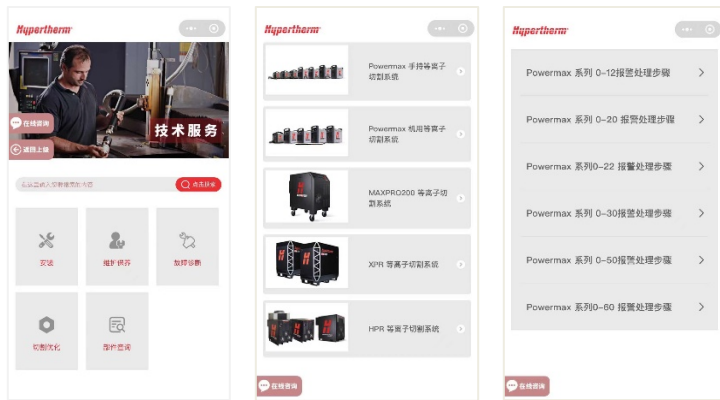 Hypertherm
在线咨询
返回上级
技术服务
点击搜索
安装
维护保养
故障诊断
切割优化
部件查询
Hypertherm
Powermax 手持等离子
切割系统
Powermax 机用等离子
切割系统
MAXPRO200 等离子切
割系统
XPR 等离子切割系统
HPR 等离子切割系统
在线咨询
Hypertherm
Powermax 系列 0-12报警处理步骤
Powermax 系列 0-20 报警处理步骤
Powermax 系列0-22 报警处理步骤
Powermax 系列 0-30报警处理步骤
Powermax 系列 0-50报警处理步骤
Powermax 系列0-60 报警处理步骤
在线咨询